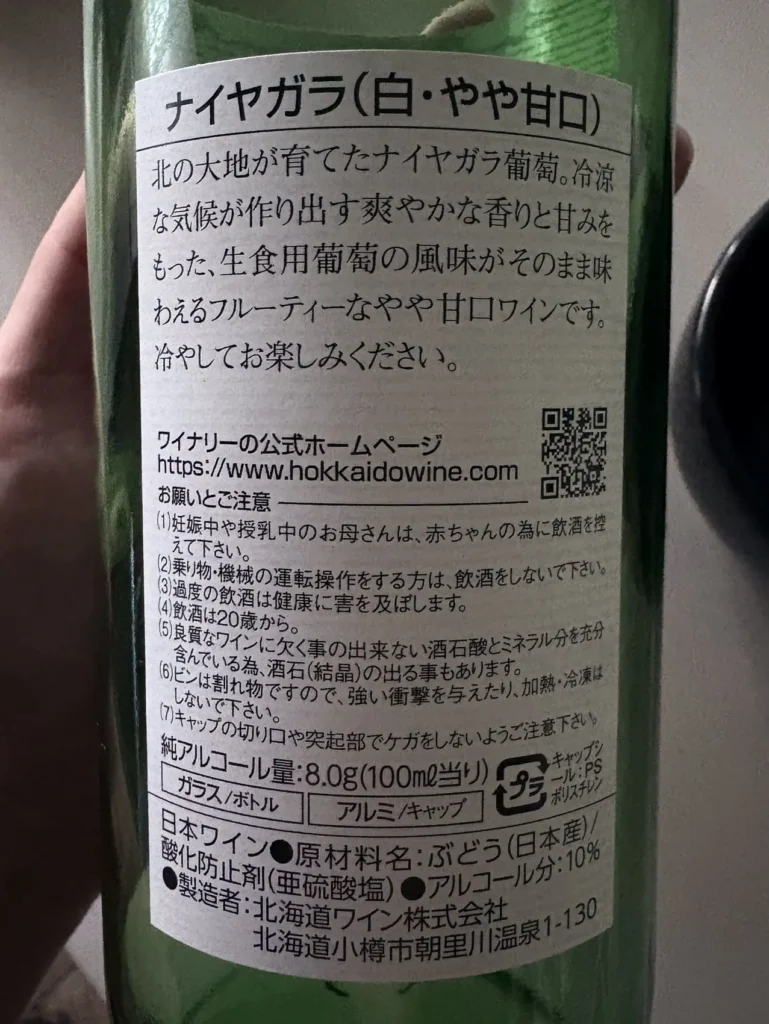 ナイヤガラ(白・やや甘口)
北の大地が育てたナイヤガラ葡萄。冷涼
な気候が作り出す爽やかな香りと甘みを
もった、生食用葡萄の風味がそのまま味
わえるフルーティーなやや甘口ワインです。
冷やしてお楽しみください。
ワイナリーの公式ホームページ
https://www.hokkaidowine.com
お願いとご注意
(1)妊娠中や授乳中のお母さんは、赤ちゃんの為に飲酒を控
えて下さい。
(2)乗り物・機械の運転操作をする方は、飲酒をしないで下さい。
(3)過度の飲酒は健康に害を及ぼします。
(4)飲酒は20歳から。
(5)良質なワインに欠く事の出来ない酒石酸とミネラル分を充分
含んでいる為、酒石(結晶)の出る事もあります。
(6)ビンは割れ物ですので、強い衝撃を与えたり、加熱・冷凍は
しないで下さい。
(7)キャップの切り口や突起部でケガをしないようご注意下さい。
純アルコール量:8.0g(100㎖当り)
ガラス/ボトル
アルミ/キャップ
プラ
キャップシ
ール:PS
ポリスチレン
日本ワイン●原材料名:ぶどう(日本産)/
酸化防止剤(亜硫酸塩)●アルコール分:10%
●製造者:北海道ワイン株式会社
北海道小樽市朝里川温泉1-130